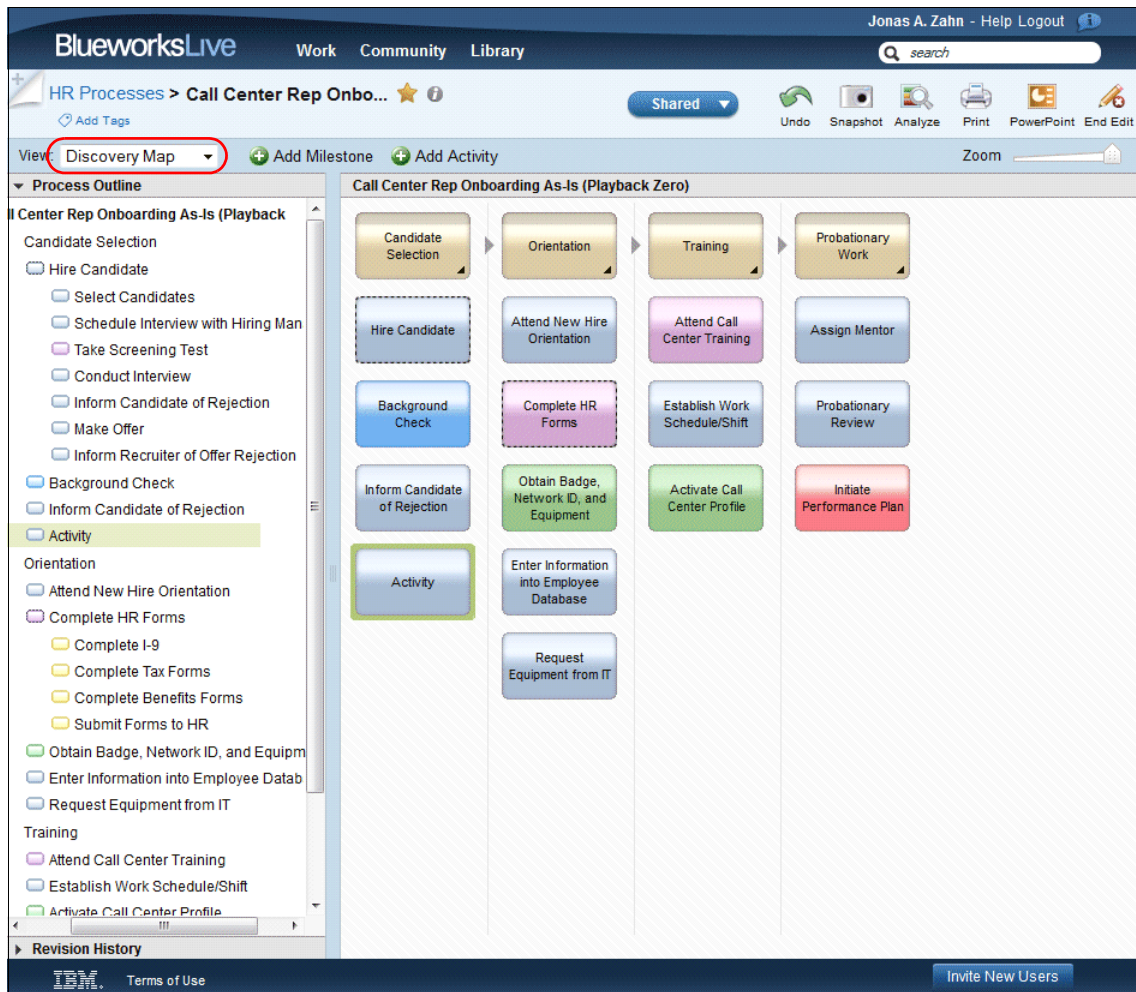 Jonas A. Zahn - Help Logout
BlueworksLive
Work Community Library
search
HR Processes > Call Center Rep Onbo...
Add Tags
Shared
Undo Snapshot Analyze Print PowerPoint End Edit
View: Discovery Map
Add Milestone
Add Activity
Zoom
Process Outline
ll Center Rep Onboarding As-Is (Playback
Candidate Selection
Hire Candidate
Select Candidates
Schedule Interview with Hiring Man
Take Screening Test
Conduct Interview
Inform Candidate of Rejection
Make Offer
Inform Recruiter of Offer Rejection
Background Check
Inform Candidate of Rejection
Activity
Orientation
Attend New Hire Orientation
Complete HR Forms
Complete I-9
Complete Tax Forms
Complete Benefits Forms
Submit Forms to HR
Obtain Badge, Network ID, and Equipm
Enter Information into Employee Datab
Request Equipment from IT
Training
Attend Call Center Training
Establish Work Schedule/Shift
Activate Call Center Profile
Revision History
Call Center Rep Onboarding As-Is (Playback Zero)
Candidate
Selection
Orientation
Training
Probationary
Work
Hire Candidate
Attend New Hire
Orientation
Attend Call
Center Training
Assign Mentor
Background
Check
Complete HR
Forms
Establish Work
Schedule/Shift
Probationary
Review
Inform Candidate
of Rejection
Obtain Badge,
Network ID, and
Equipment
Activate Call
Center Profile
Initiate
Performance Plan
Activity
Enter Information
into Employee
Database
Request
Equipment from IT
IBM.
Terms of Use
Invite New Users